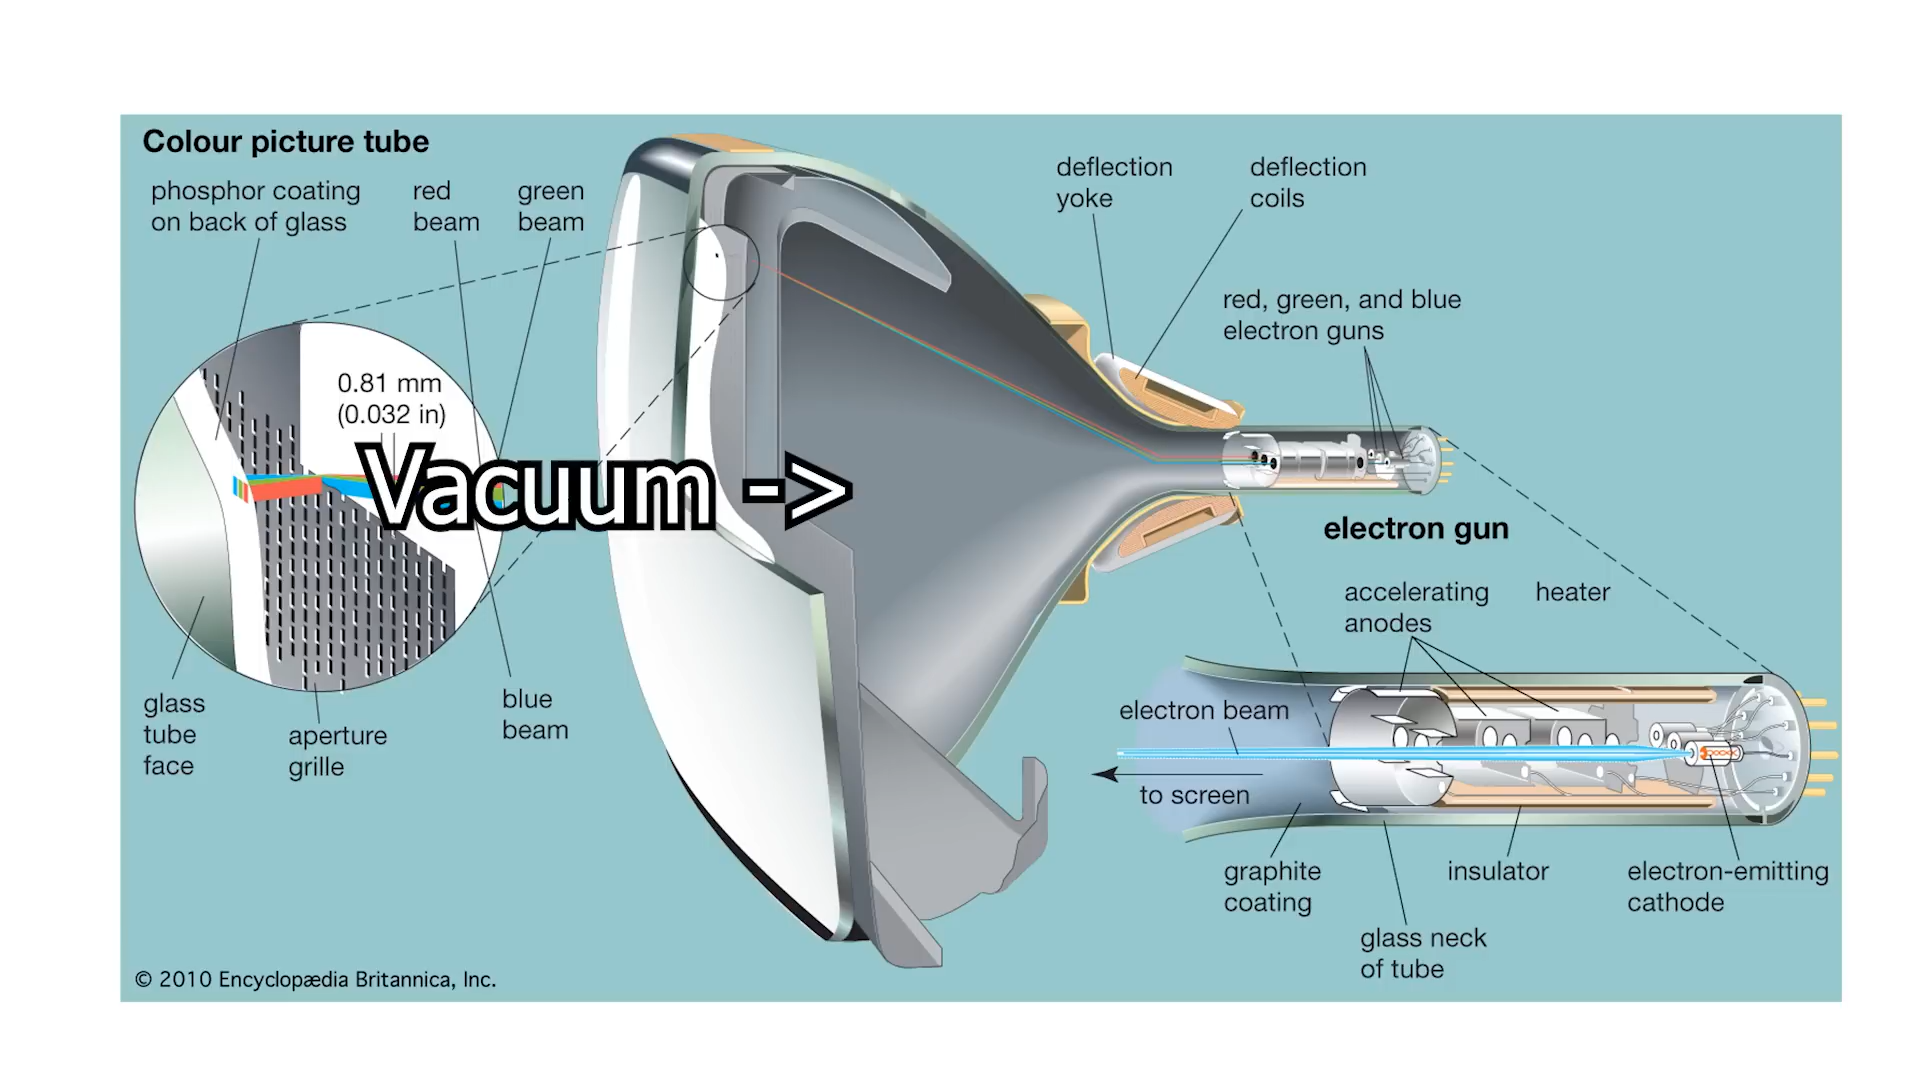 Colour picture tube
phosphor coating
on back of glass
red
beam
green
beam
deflection
yoke
deflection
coils
red, green, and blue
electron guns
0.81 mm
(0.032 in)
Vacuum ->
electron gun
accelerating
anodes
heater
glass
tube
face
aperture
grille
blue
beam
electron beam
to screen
graphite
coating
insulator
electron-emitting
cathode
glass neck
of tube
© 2010 Encyclopædia Britannica, Inc.